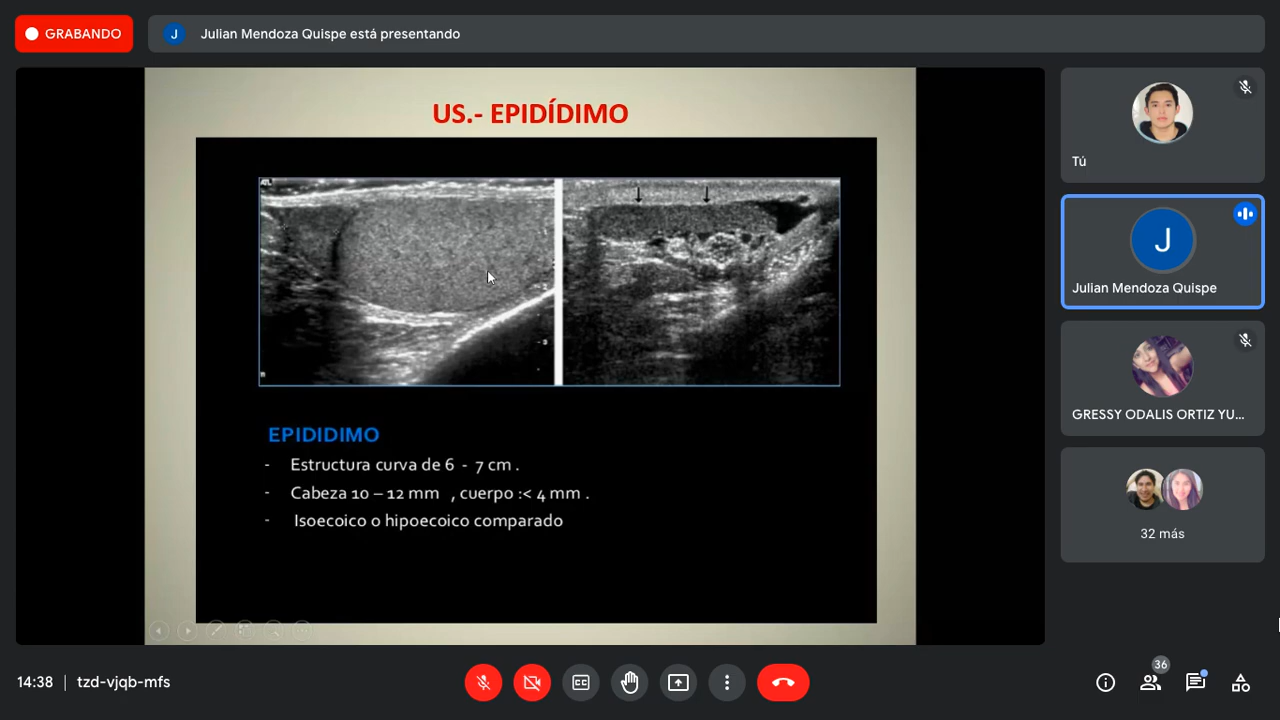 GRABANDO
J
Julian Mendoza Quispe está presentando
US.- EPIDÍDIMO
EPIDIDIMO
- Estructura curva de 6 - 7 cm .
- Cabeza 10 – 12 mm , cuerpo :< 4 mm .
- Isoecoico o hipoecoico comparado
Tú
J
Julian Mendoza Quispe
GRESSY ODALIS ORTIZ YU...
32 más
14:38 | tzd-vjqb-mfs
CC
36